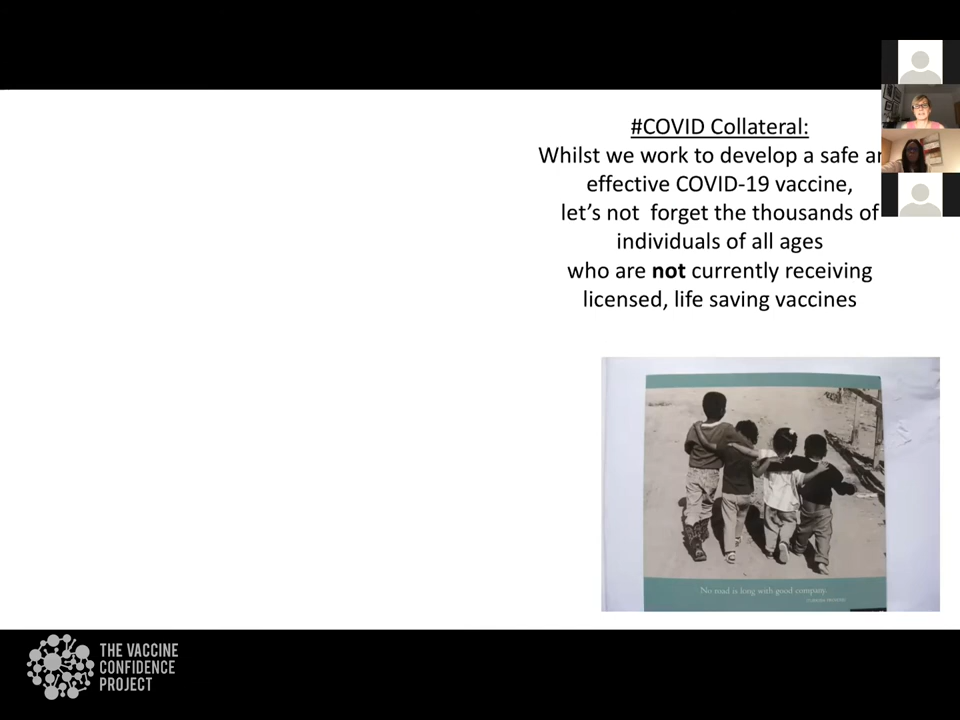 #COVID Collateral:
Whilst we work to develop a safe
effective COVID-19 vaccine,
let's not forget the thousands of
individuals of all ages
who are not currently receiving
licensed, life saving vaccines
No road is long with good company.
THE VACCINE
CONFIDENCE
PROJECT